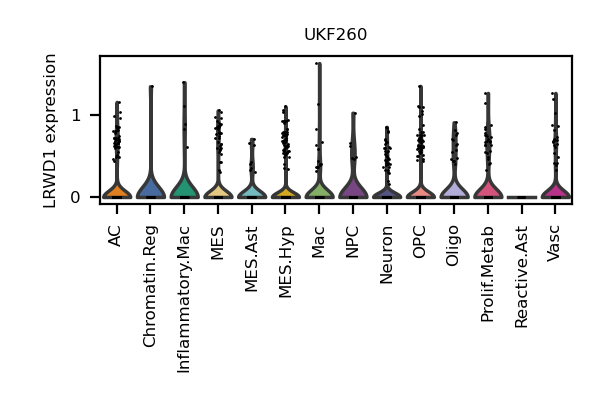 UKF260
LRWD1 expression
1
0
AC
Chromatin.Reg
Inflammatory.Mac
MES
MES.Ast
MES.Hyp
Mac
NPC
Neuron
OPC
Oligo
Prolif.Metab
Reactive.Ast
Vasc